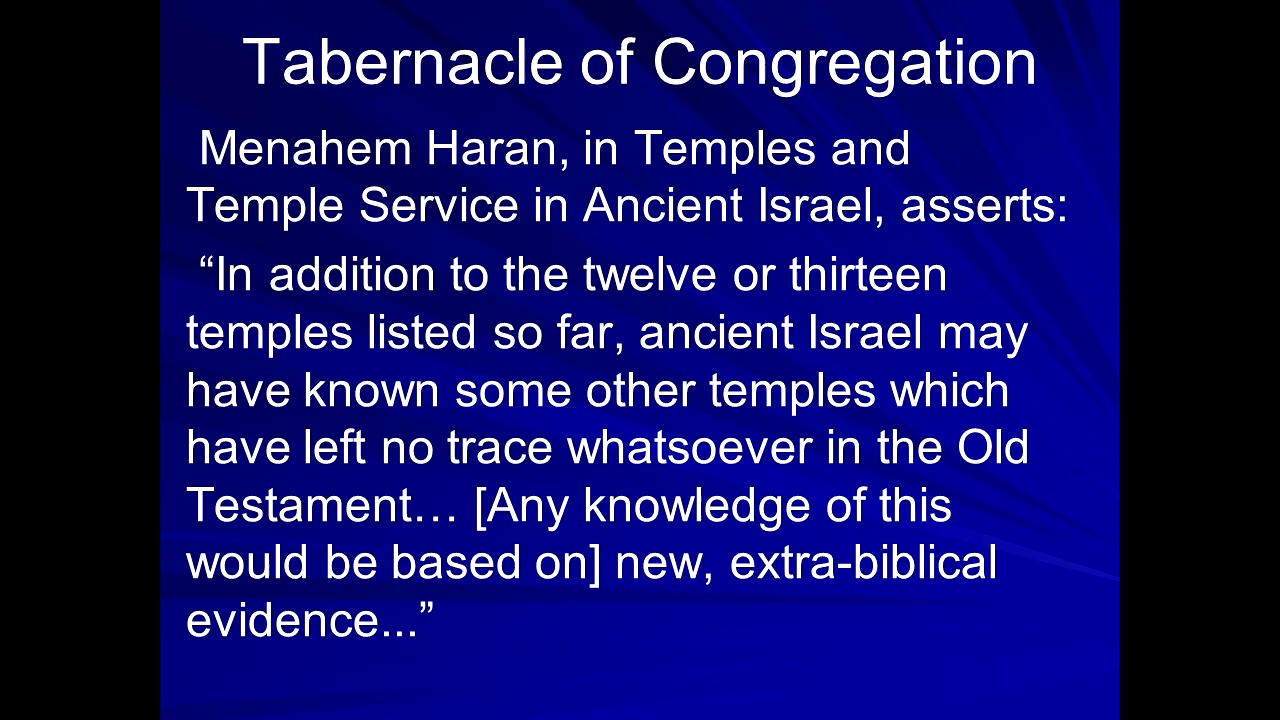 Tabernacle of Congregation
Menahem Haran, in Temples and
Temple Service in Ancient Israel, asserts:
“In addition to the twelve or thirteen
temples listed so far, ancient Israel may
have known some other temples which
have left no trace whatsoever in the Old
Testament… [Any knowledge of this
would be based on] new, extra-biblical
evidence...”